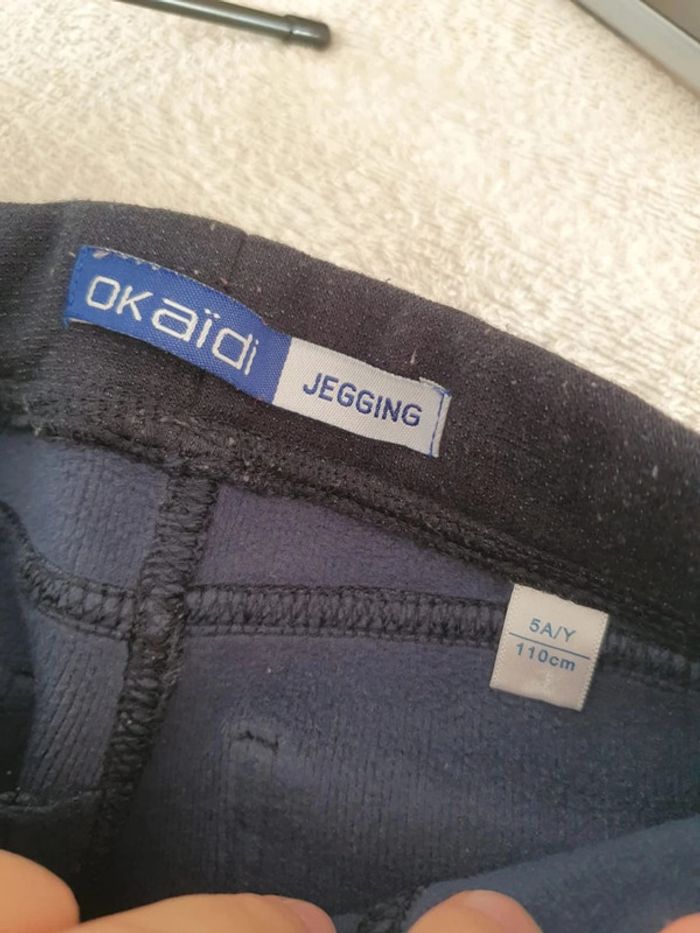 OKaïdi
JEGGING
5A/Y
110cm